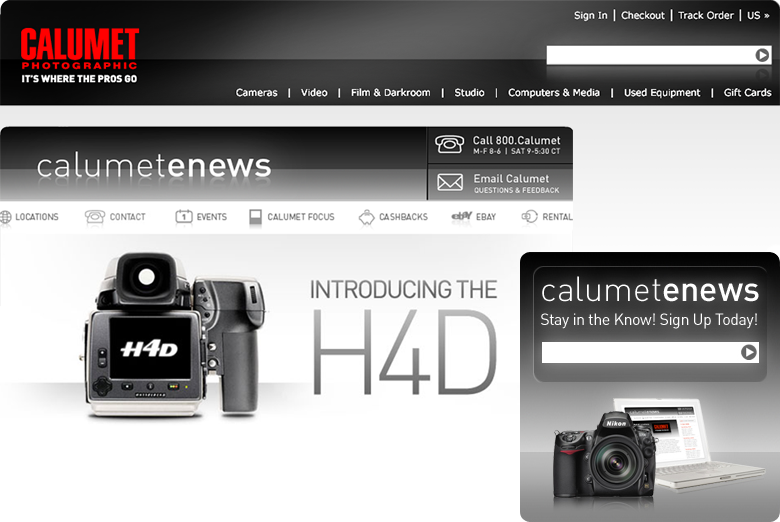 Sign In | Checkout | Track Order | US »
CALUMET
PHOTOGRAPHIC
IT'S WHERE THE PROS GO
Cameras | Video | Film & Darkroom | Studio | Computers & Media | Used Equipment | Gift Cards
calumetenews
Call 800.Calumet
M-F 8-6 | SAT 9-5:30 CT
Email Calumet
QUESTIONS & FEEDBACK
LOCATIONS
CONTACT
1 EVENTS
CALUMET FOCUS
CASHBACKS
ebay EBAY
RENTAL
H4D
HASSELBLAD
INTRODUCING THE
H4D
calumetenews
Stay in the Know! Sign Up Today!
Nikon
calumetenews
CALUMET